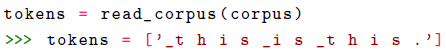 tokens = read_corpus(corpus)
>>> tokens = ['_t h i s _i s _t h i s .']